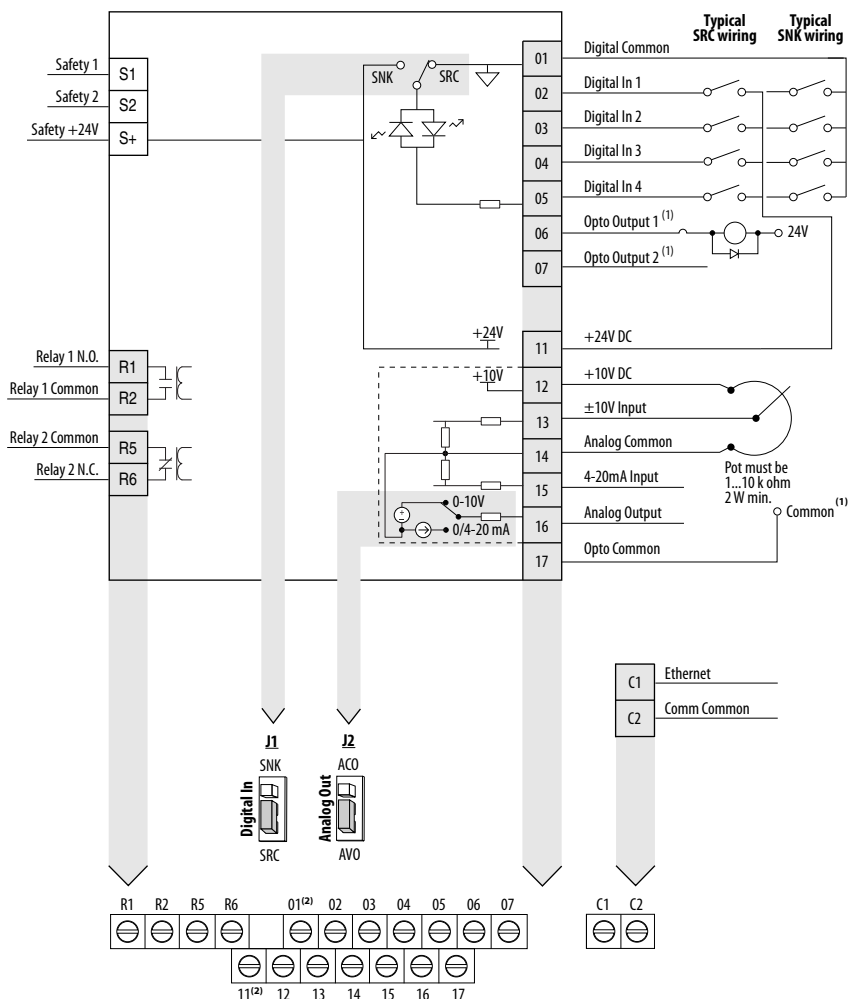 Typical SRC wiring
Typical SNK wiring
Safety 1
S1
Safety 2
S2
Safety +24V
S+
SNK
SRC
01
Digital Common
02
Digital In 1
03
Digital In 2
04
Digital In 3
05
Digital In 4
06
Opto Output 1 (1)
24V
07
Opto Output 2 (1)
+24V
11
+24V DC
+10V
12
+10V DC
13
±10V Input
14
Analog Common
15
4-20mA Input
16
Analog Output
17
Opto Common
Pot must be
1...10 k ohm
2 W min.
Common (1)
0-10V
0/4-20 mA
+
-
Relay 1 N.O.
R1
Relay 1 Common
R2
Relay 2 Common
R5
Relay 2 N.C.
R6
C1
Ethernet
C2
Comm Common
J1
SNK
Digital In
SRC
J2
ACO
Analog Out
AVO
R1 R2 R5 R6 01(2) 02 03 04 05 06 07
11(2) 12 13 14 15 16 17
C1 C2